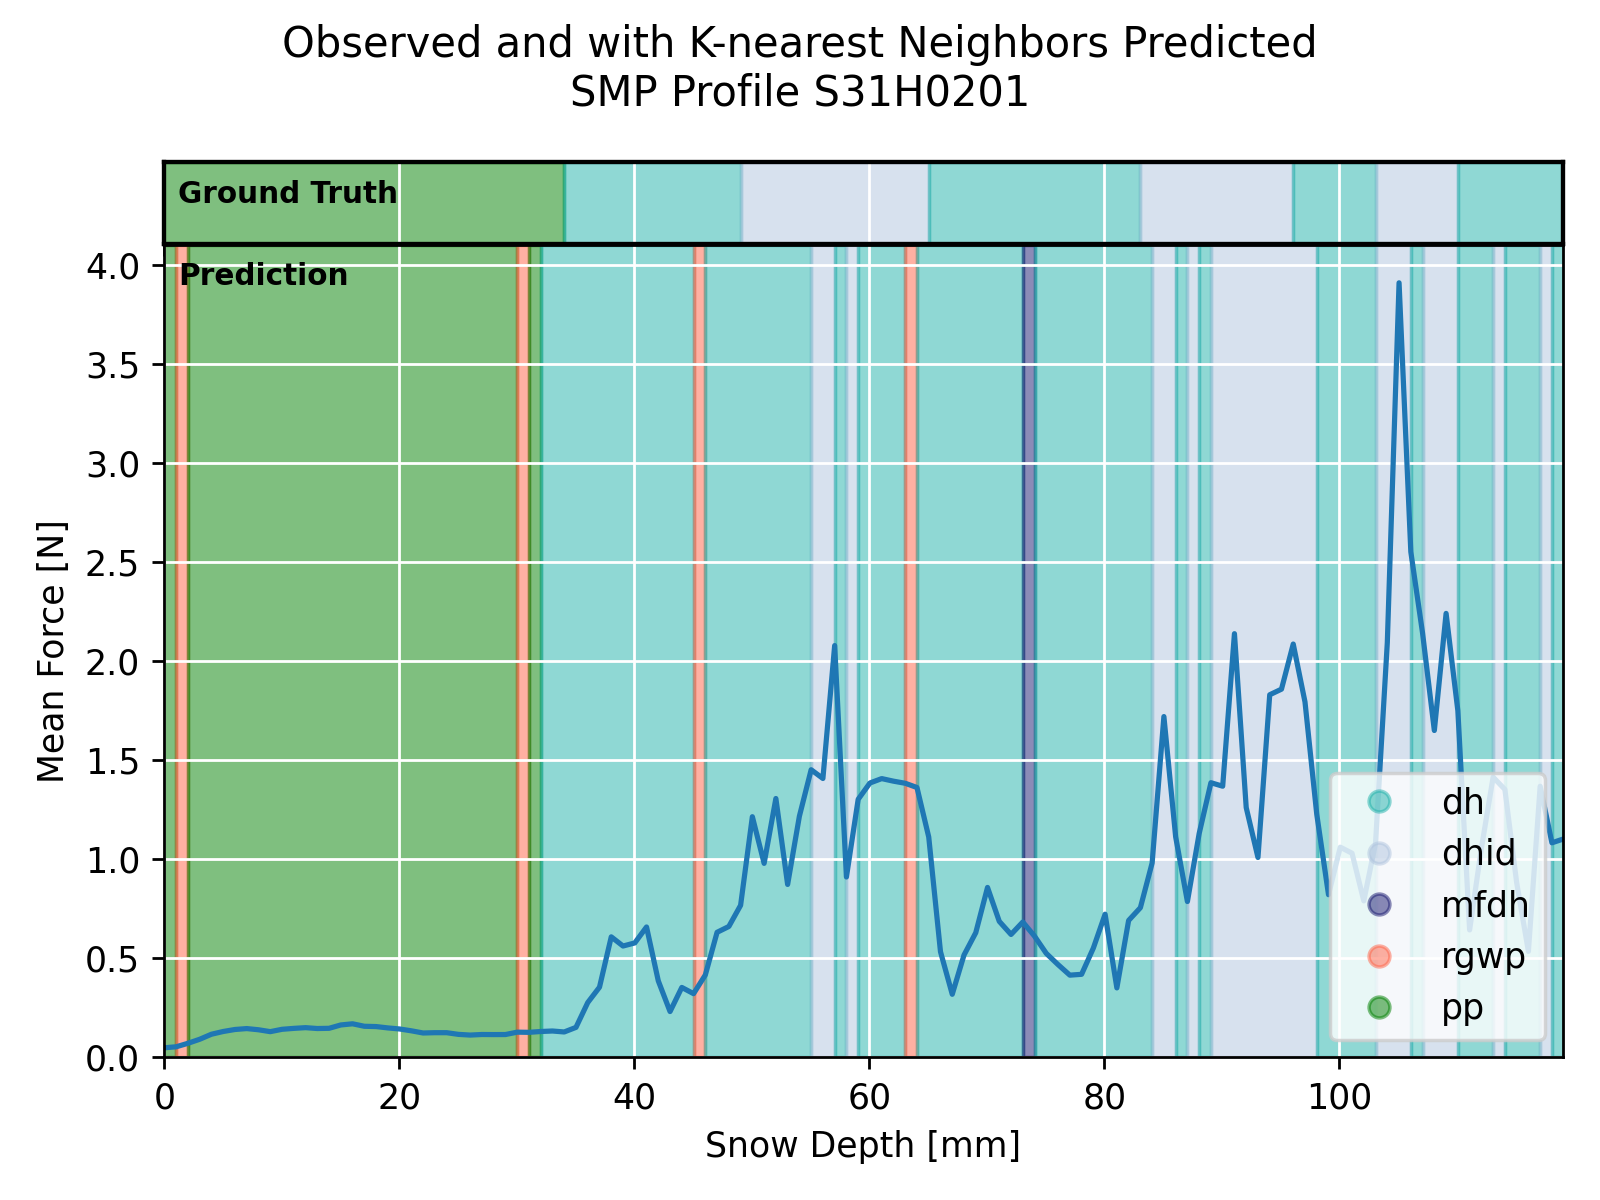 Observed and with K-nearest Neighbors Predicted
SMP Profile S31H0201
Ground Truth
Prediction
4.0
3.5
3.0
2.5
2.0
1.5
1.0
0.5
0.0
Mean Force [N]
dh
dhid
mfdh
rgwp
pp
0
20
40
60
80
100
Snow Depth [mm]